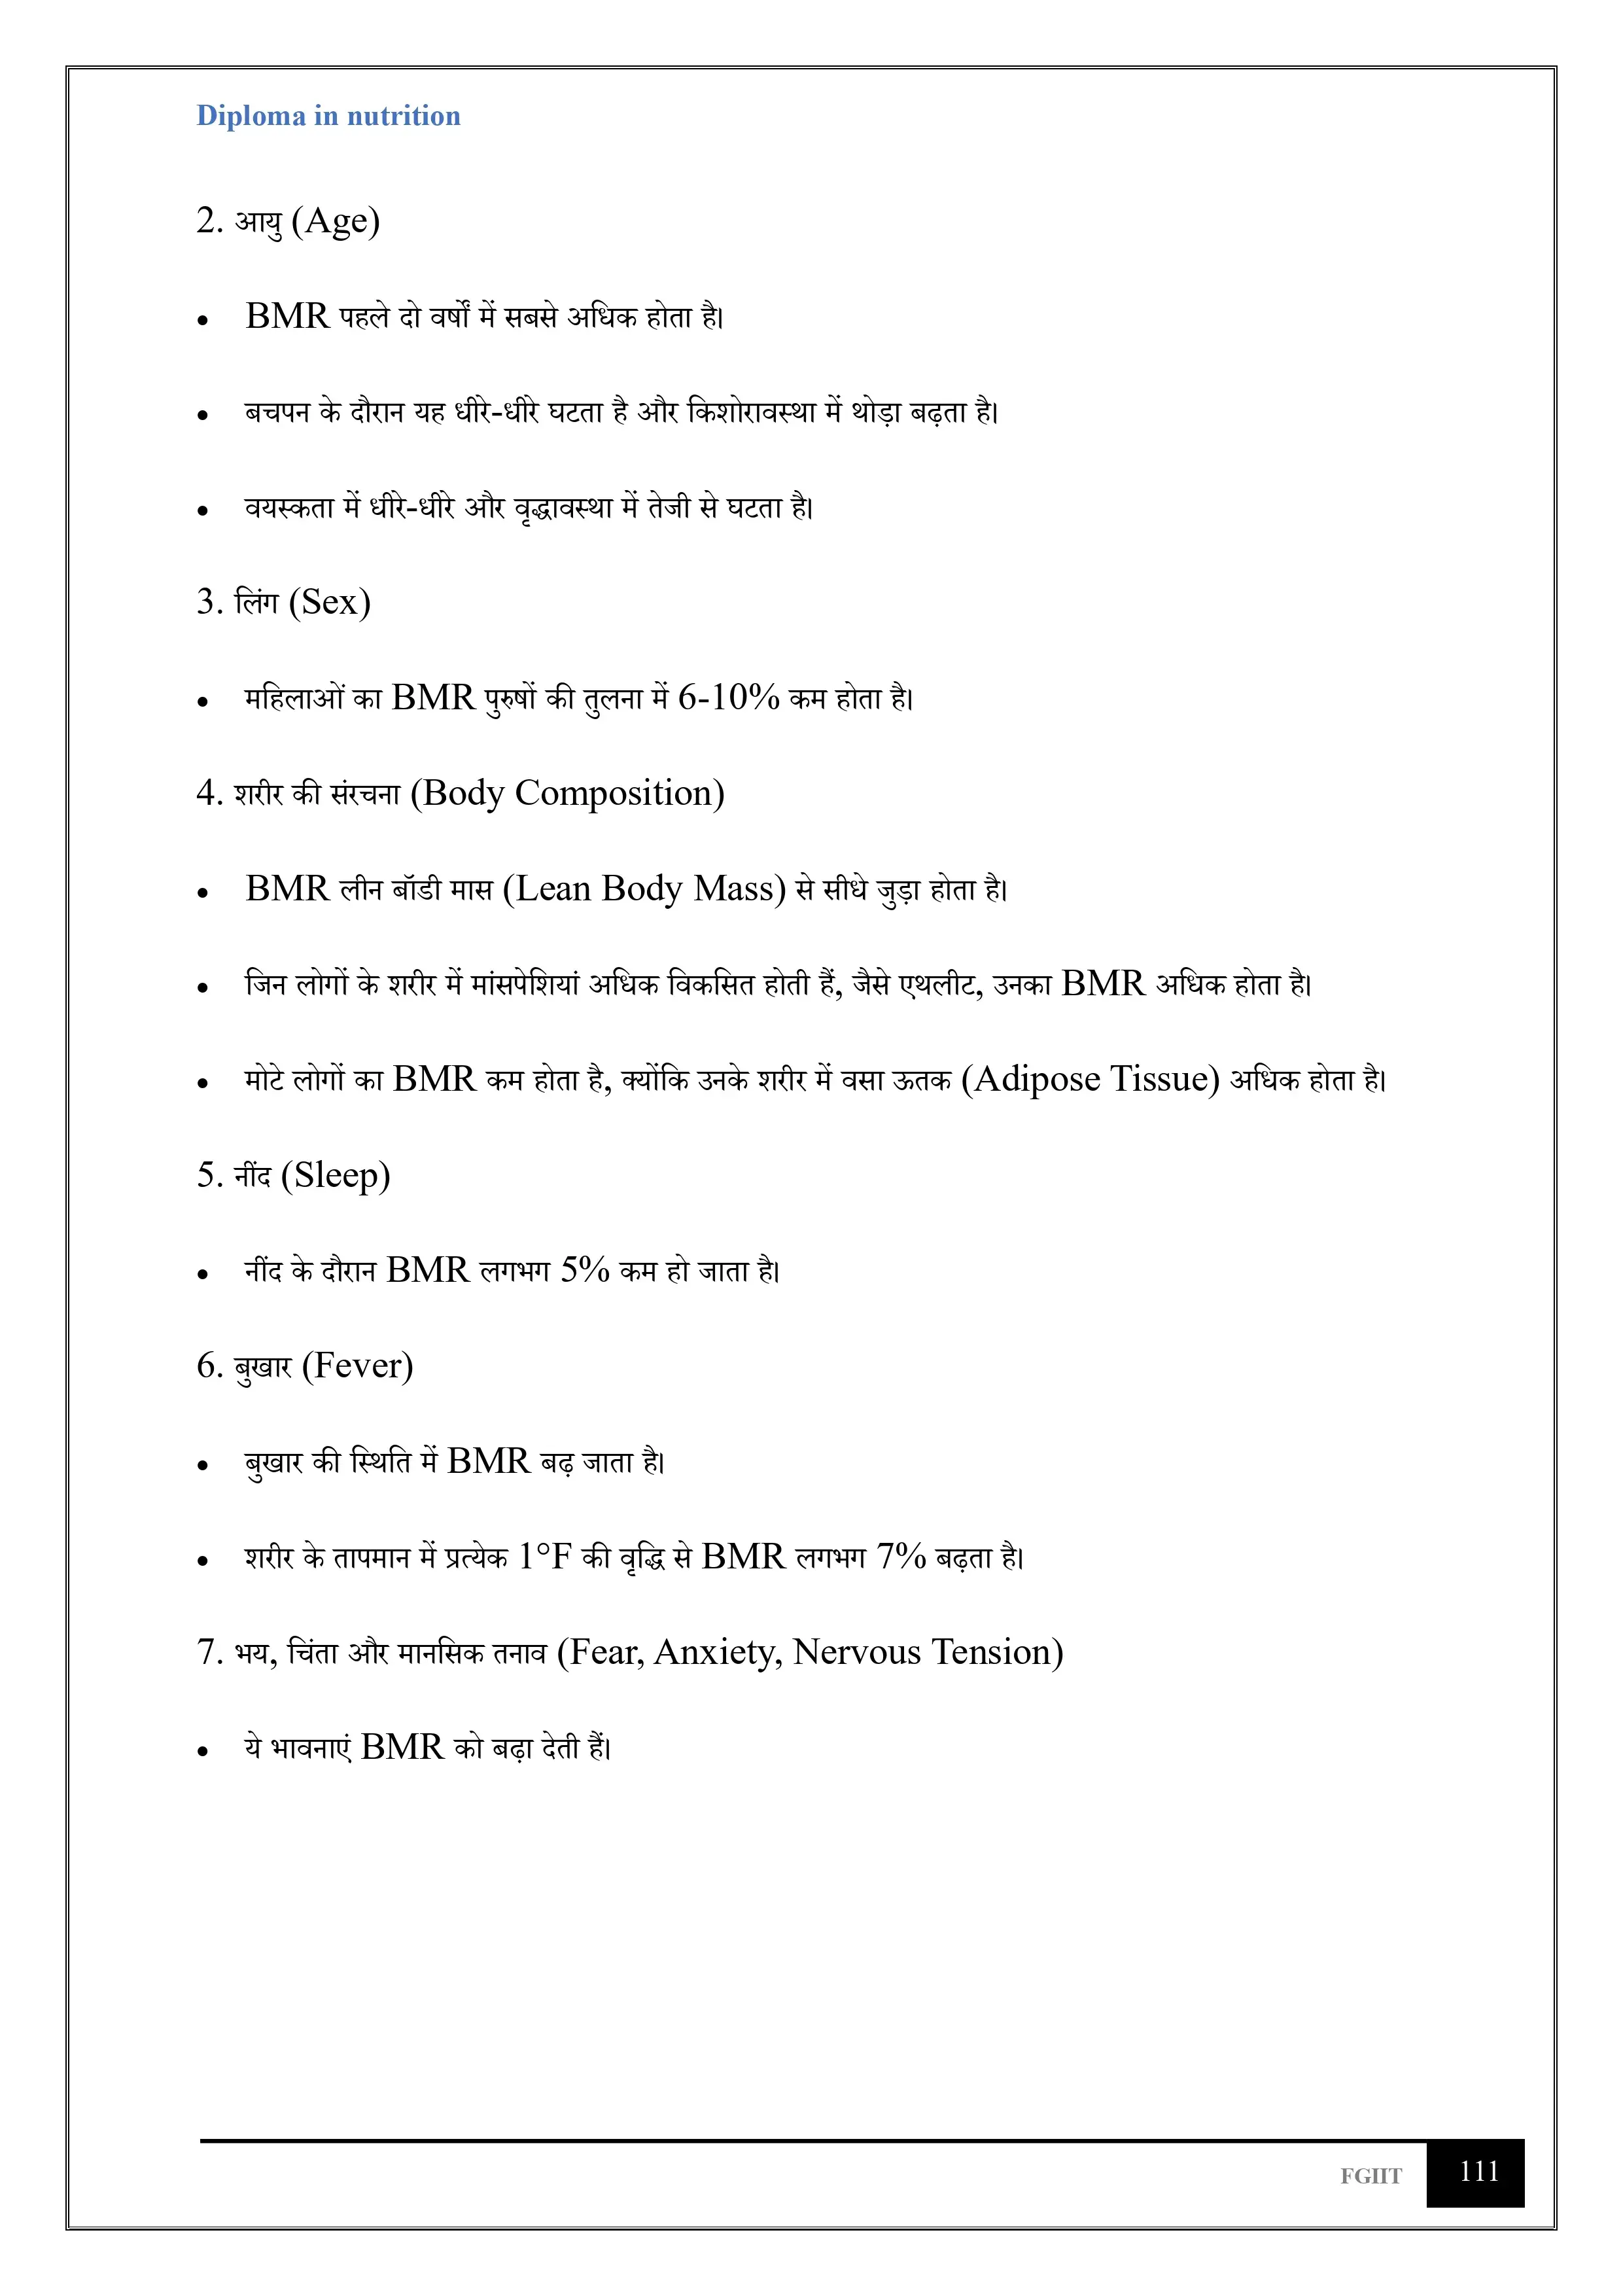 Diploma in nutrition
2. आयु (Age)
• BMR पहले दो वर्षों में सबसे अधिक होता है।
• बचपन के दौरान यह धीरे-धीरे घटता है और किशोरावस्था में थोड़ा बढ़ता है।
• वयस्कता में धीरे-धीरे और वृद्धावस्था में तेजी से घटता है।
3. लिंग (Sex)
• महिलाओं का BMR पुरुषों की तुलना में 6-10% कम होता है।
4. शरीर की संरचना (Body Composition)
• BMR लीन बॉडी मास (Lean Body Mass) से सीधे जुड़ा होता है।
• जिन लोगों के शरीर में मांसपेशियां अधिक विकसित होती हैं, जैसे एथलीट, उनका BMR अधिक होता है।
• मोटे लोगों का BMR कम होता है, क्योंकि उनके शरीर में वसा ऊतक (Adipose Tissue) अधिक होता है।
5. नींद (Sleep)
• नींद के दौरान BMR लगभग 5% कम हो जाता है।
6. बुखार (Fever)
• बुखार की स्थिति में BMR बढ़ जाता है।
• शरीर के तापमान में प्रत्येक 1°F की वृद्धि से BMR लगभग 7% बढ़ता है।
7. भय, चिंता और मानसिक तनाव (Fear, Anxiety, Nervous Tension)
• ये भावनाएं BMR को बढ़ा देती हैं।
FGIIT 111